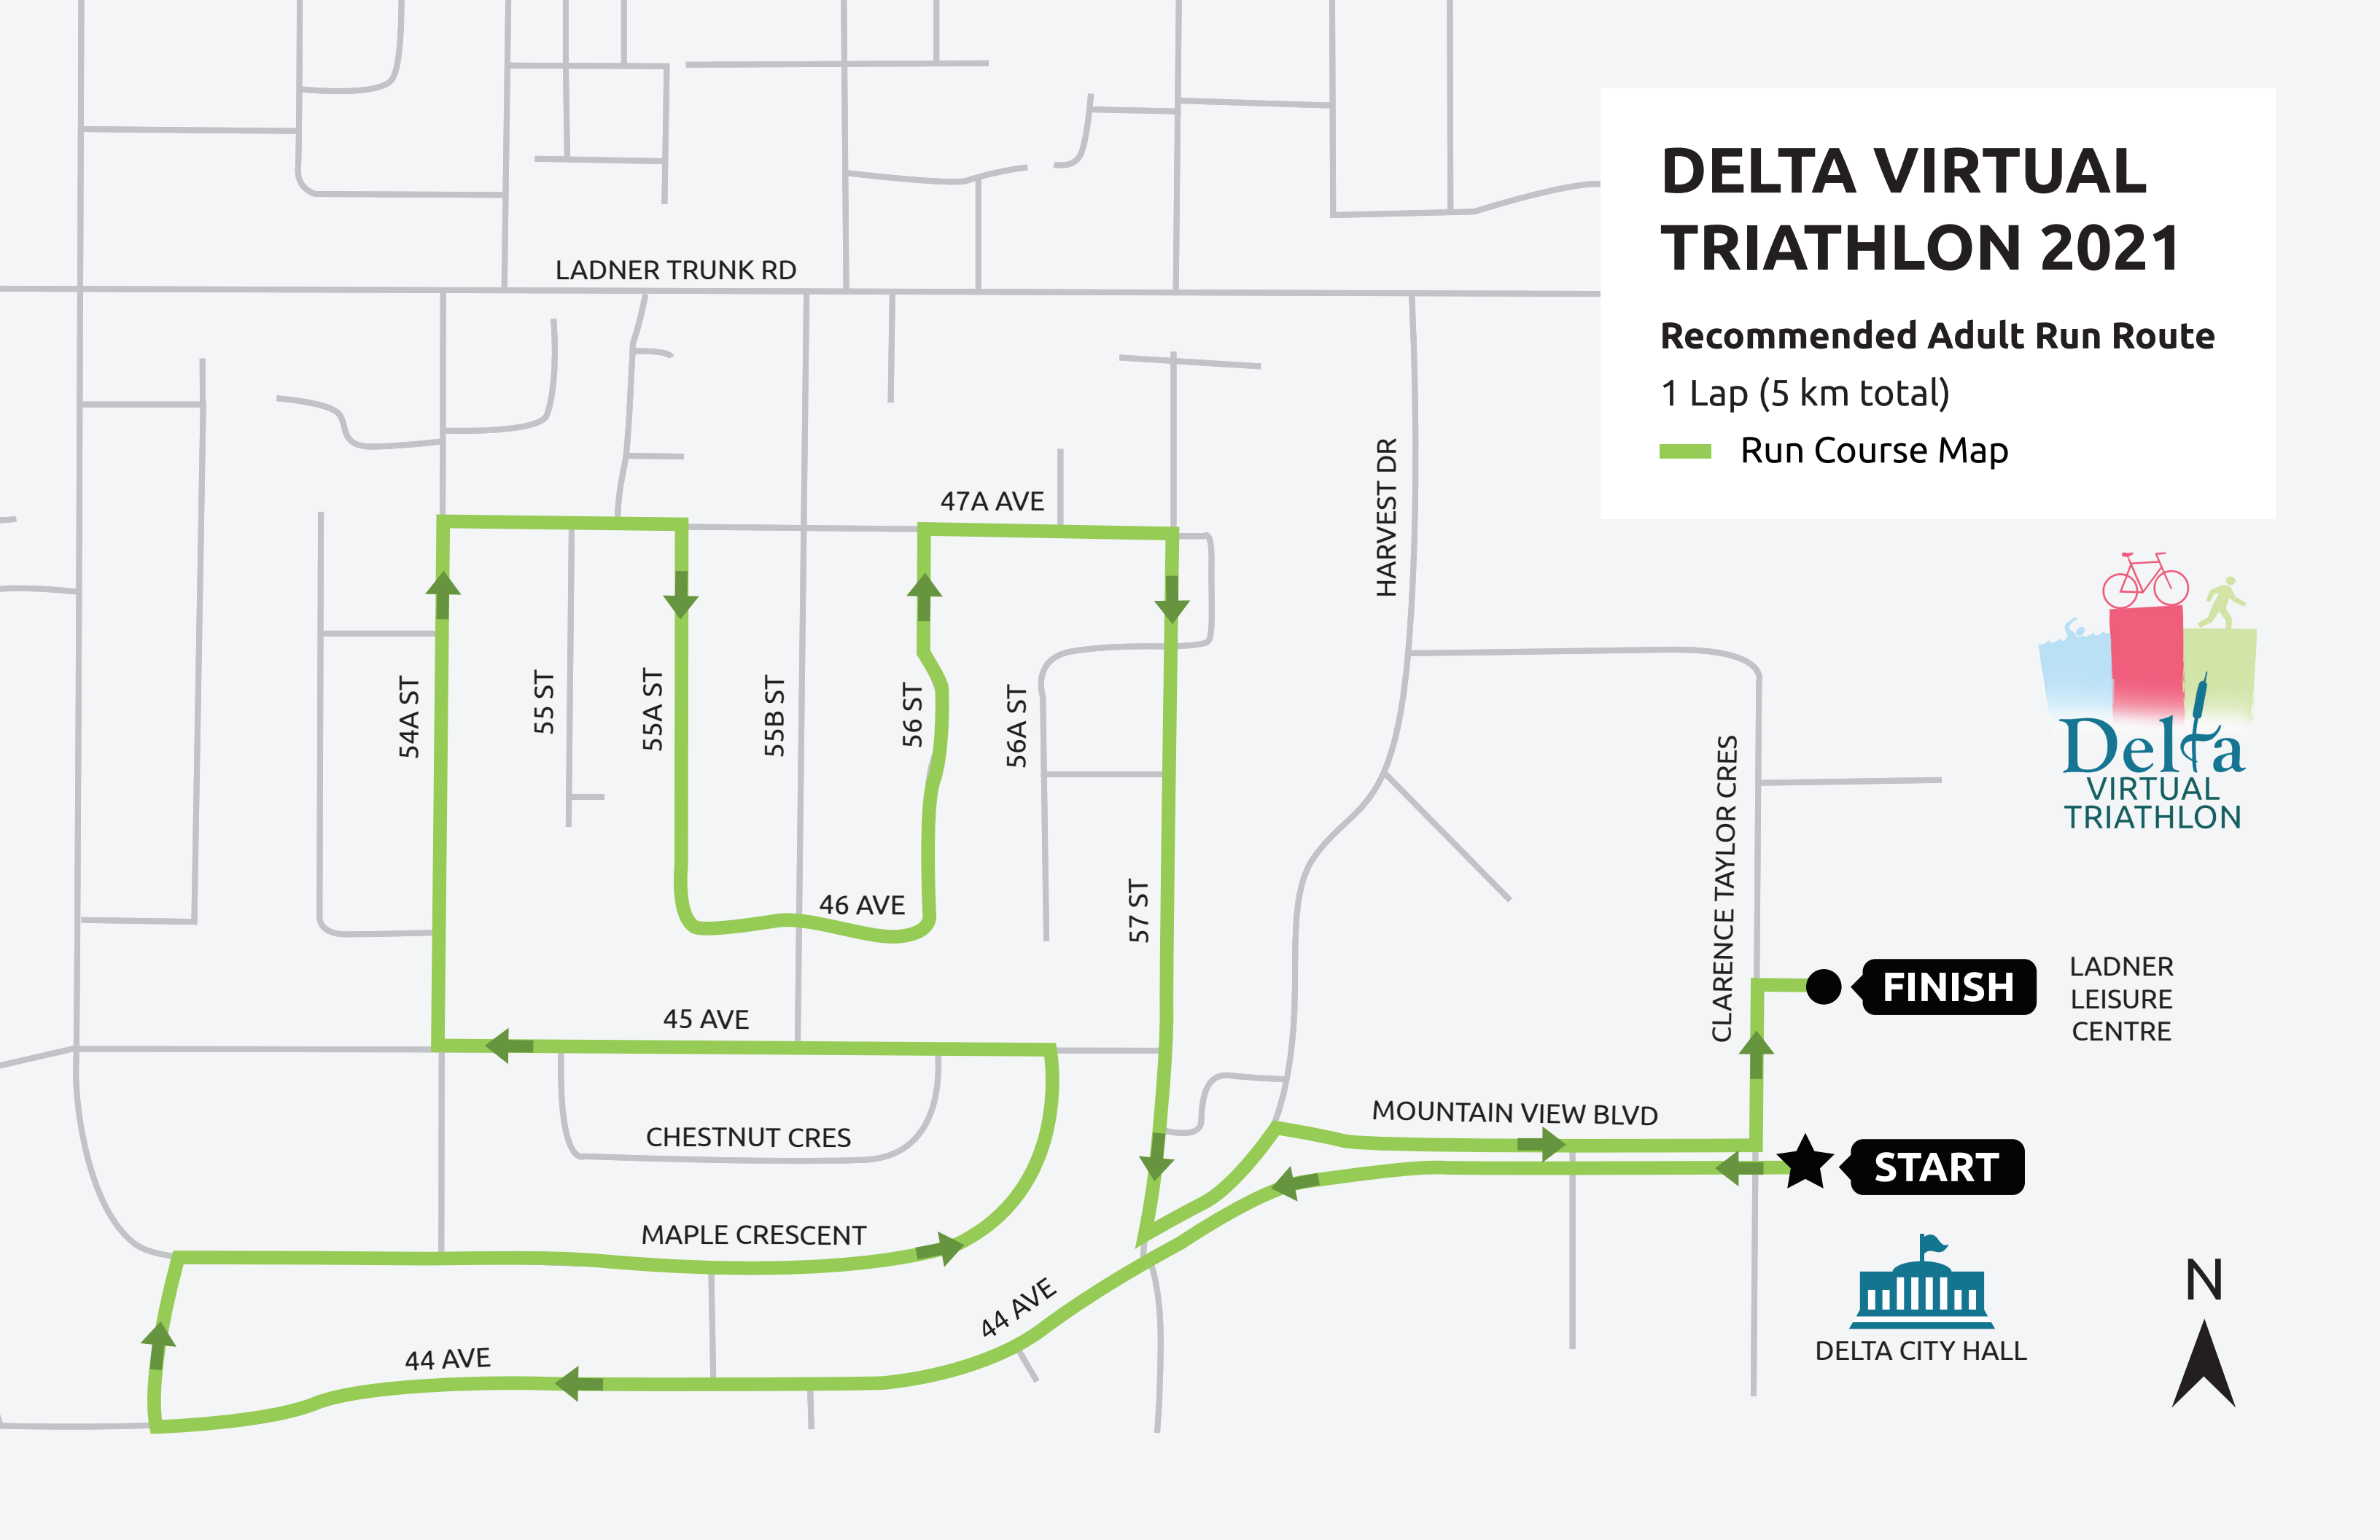 DELTA VIRTUAL
TRIATHLON 2021
Recommended Adult Run Route
1 Lap (5 km total)
Run Course Map
LADNER TRUNK RD
47A AVE
HARVEST DR
54A ST
55 ST
55A ST
55B ST
56 ST
56A ST
57 ST
46 AVE
45 AVE
CLARENCE TAYLOR CRES
Delta
VIRTUAL
TRIATHLON
FINISH
LADNER
LEISURE
CENTRE
MOUNTAIN VIEW BLVD
CHESTNUT CRES
START
MAPLE CRESCENT
44 AVE
44 AVE
DELTA CITY HALL
N